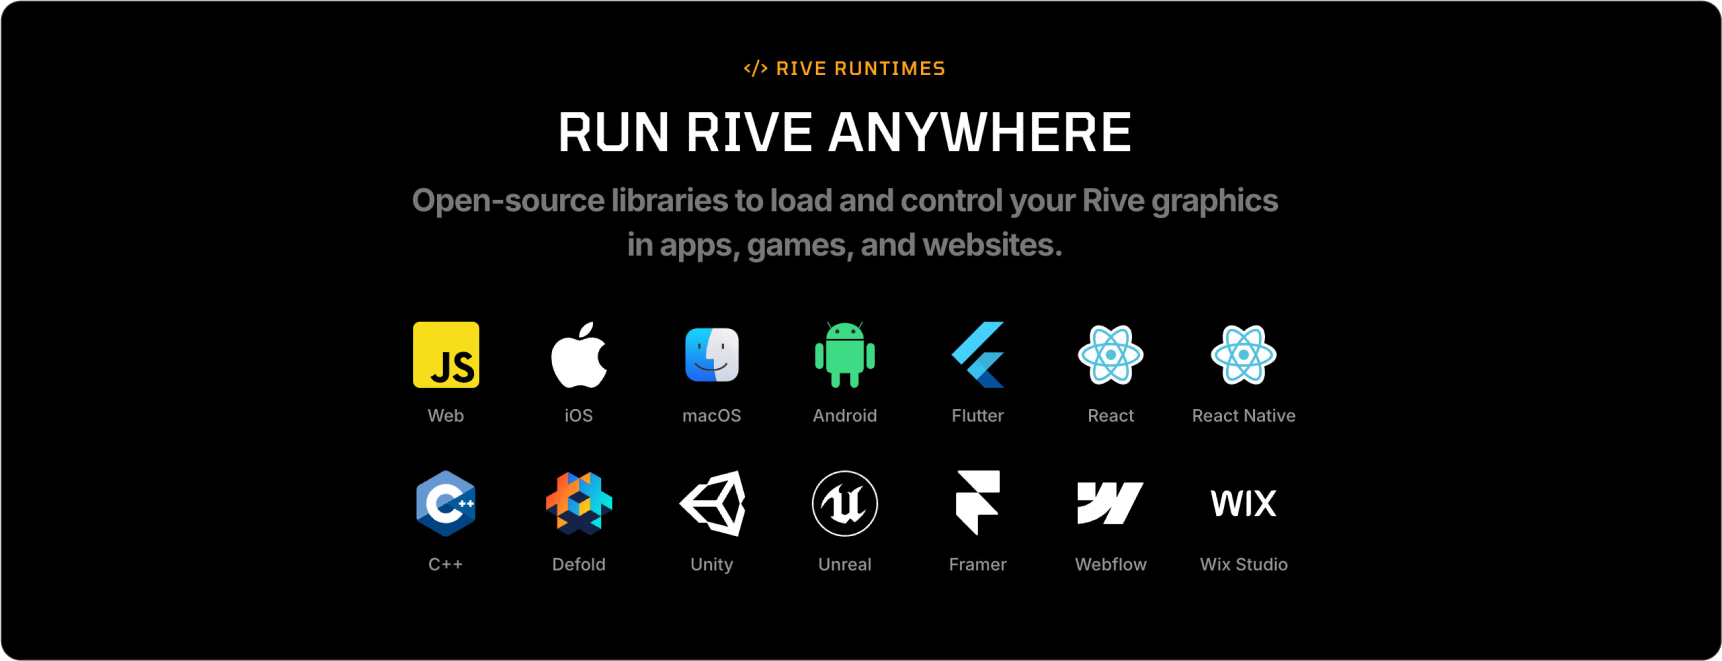 </> RIVE RUNTIMES
RUN RIVE ANYWHERE
Open-source libraries to load and control your Rive graphics
in apps, games, and websites.
JS
Web iOS macOS Android Flutter React React Native
C++ WIX
C++ Defold Unity Unreal Framer Webflow Wix Studio